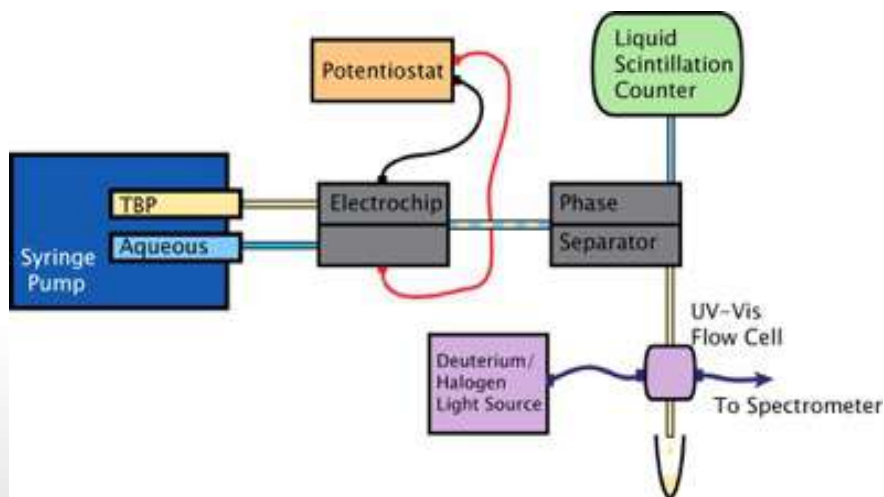 Potentiostat
Liquid
Scintillation
Counter
TBP
Aqueous
Syringe
Pump
Electrochip
Phase
Separator
UV-Vis
Flow Cell
Deuterium/
Halogen
Light Source
To Spectrometer